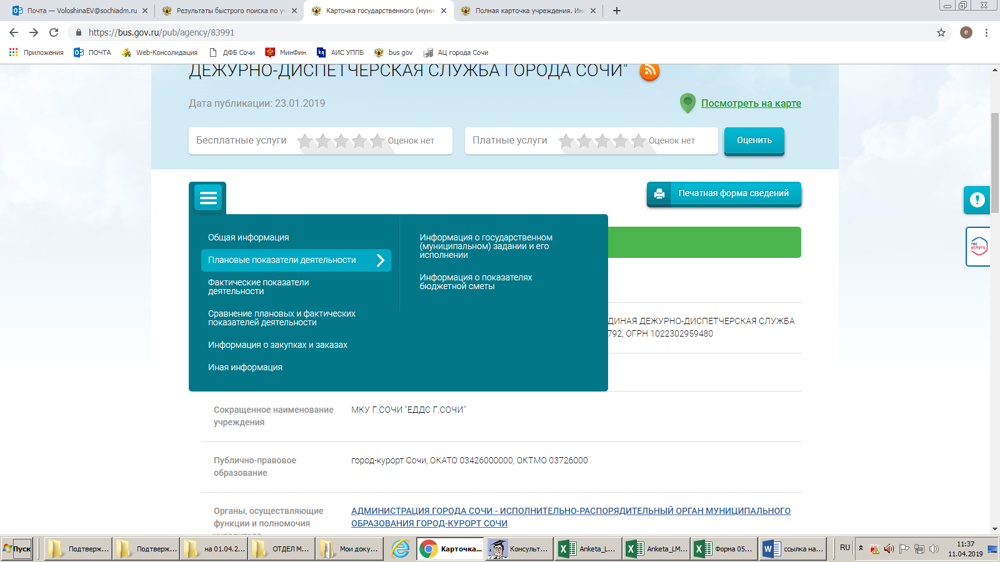 Почта — VoloshinaEV@sochiadm.ru
Результаты быстрого поиска по уч
Карточка государственного (муни
Полная карточка учреждения. Ин
https://bus.gov.ru/pub/agency/83991
e
Приложения
ПОЧТА
Web-Консолидация
ДФБ Сочи
МинФин
АИС УППБ
bus gov
АЦ города Сочи
ДЕЖУРНО-ДИСПЕТЧЕРСКАЯ СЛУЖБА ГОРОДА СОЧИ"
Дата публикации: 23.01.2019
Посмотреть на карте
Бесплатные услуги
Оценок нет
Платные услуги
Оценок нет
Оценить
Печатная форма сведений
гос
услуги
Общая информация
Плановые показатели деятельности
Фактические показатели
деятельности
Сравнение плановых и фактических
показателей деятельности
Информация о закупках и заказах
Иная информация
Информация о государственном
(муниципальном) задании и его
исполнении
Информация о показателях
бюджетной сметы
ДИНАЯ ДЕЖУРНО-ДИСПЕТЧЕРСКАЯ СЛУЖБА
792, ОГРН 1022302959480
Сокращенное наименование
учреждения
МКУ Г.СОЧИ "ЕДДС Г.СОЧИ"
Публично-правовое
образование
город-курорт Сочи, ОКАТО 03426000000, ОКТМО 03726000
Органы, осуществляющие
функции и полномочия
АДМИНИСТРАЦИЯ ГОРОДА СОЧИ - ИСПОЛНИТЕЛЬНО-РАСПОРЯДИТЕЛЬНЫЙ ОРГАН МУНИЦИПАЛЬНОГО
ОБРАЗОВАНИЯ ГОРОД-КУРОРТ СОЧИ
Пуск
Подтверж...
Подтверж...
на 01.04.2...
ОТДЕЛ М...
Мои доку...
Карточка...
Консульт...
Anketa_L...
Anketa_LM...
Форма 05...
ссылка на...
RU
11:37
11.04.2019